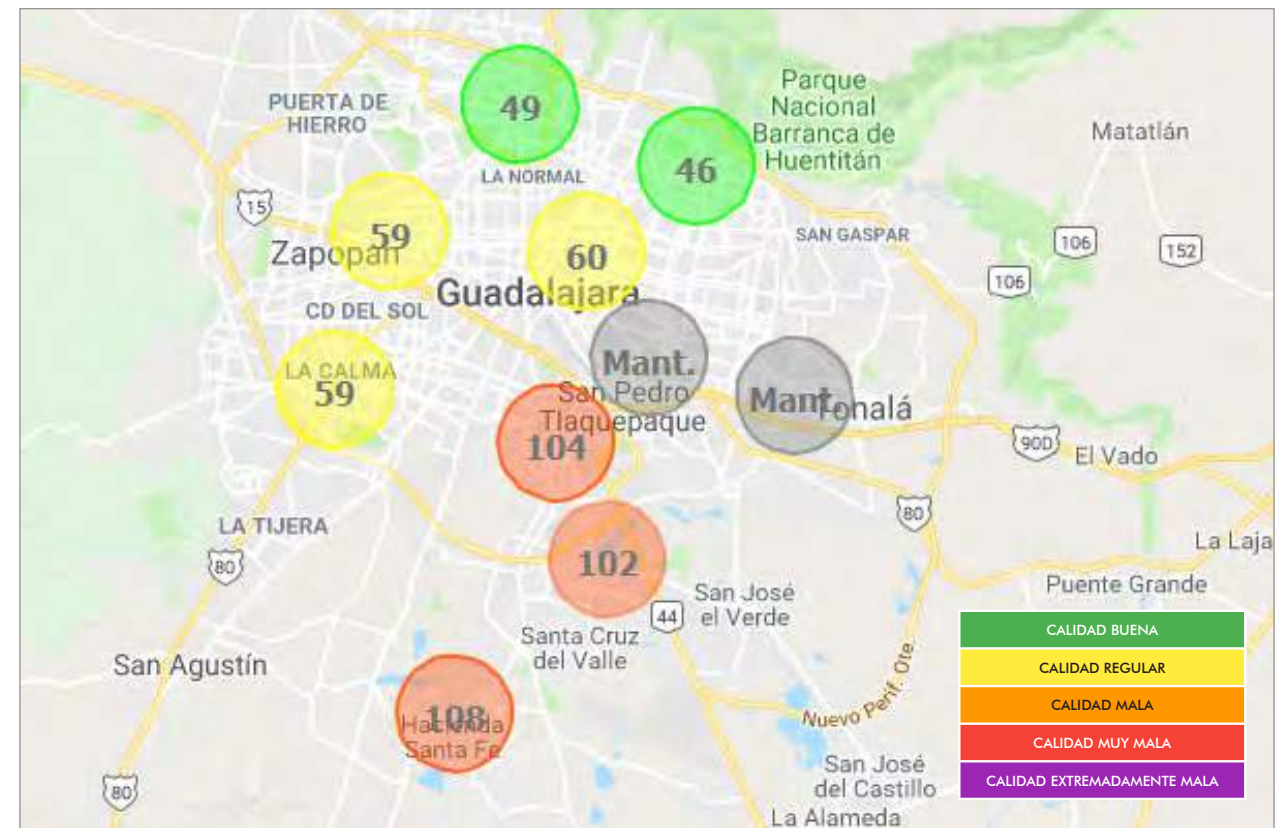 49
Parque
Nacional
Barranca de
Huentitán
PUERTA DE
HIERRO
Matatlán
46
LA NORMAL
15
59
Zapopan
60
SAN GASPAR
106
152
106
Guadalajara
CD DEL SOL
Mant.
LA CALMA
59
San Pedro
Tlaquepaque
Mant.
Tonalá
104
90D
El Vado
80
LA TIJERA
La Laja
80
102
Puente Grande
San José
el Verde
44
CALIDAD BUENA
Santa Cruz
del Valle
San Agustín
CALIDAD REGULAR
Nuevo Perif. Ote.
CALIDAD MALA
108
Hacienda
Santa Fe
CALIDAD MUY MALA
San José
del Castillo
CALIDAD EXTREMADAMENTE MALA
80
La Alameda